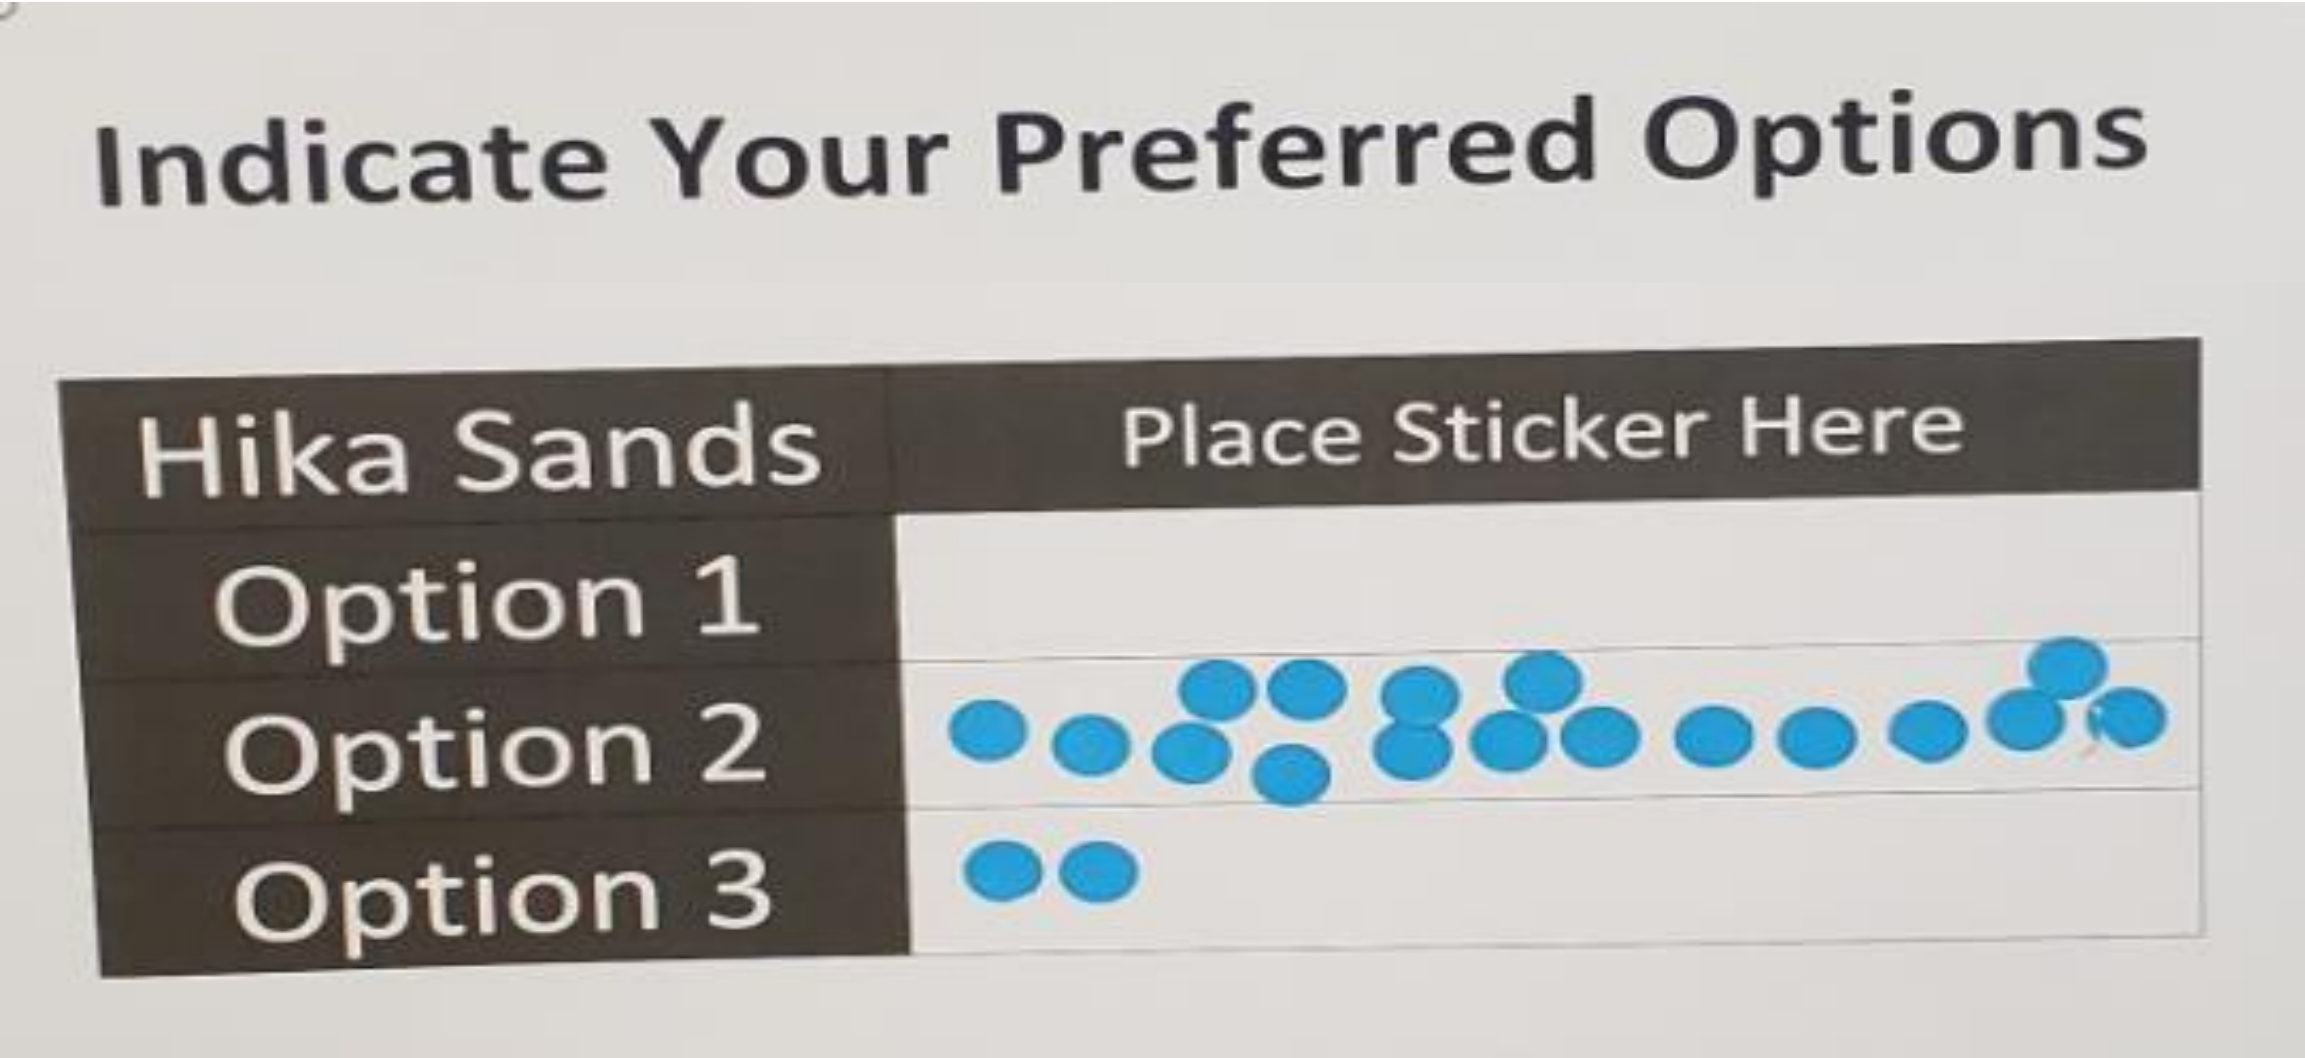 Indicate Your Preferred Options
Hika Sands Place Sticker Here
Option 1
Option 2
Option 3